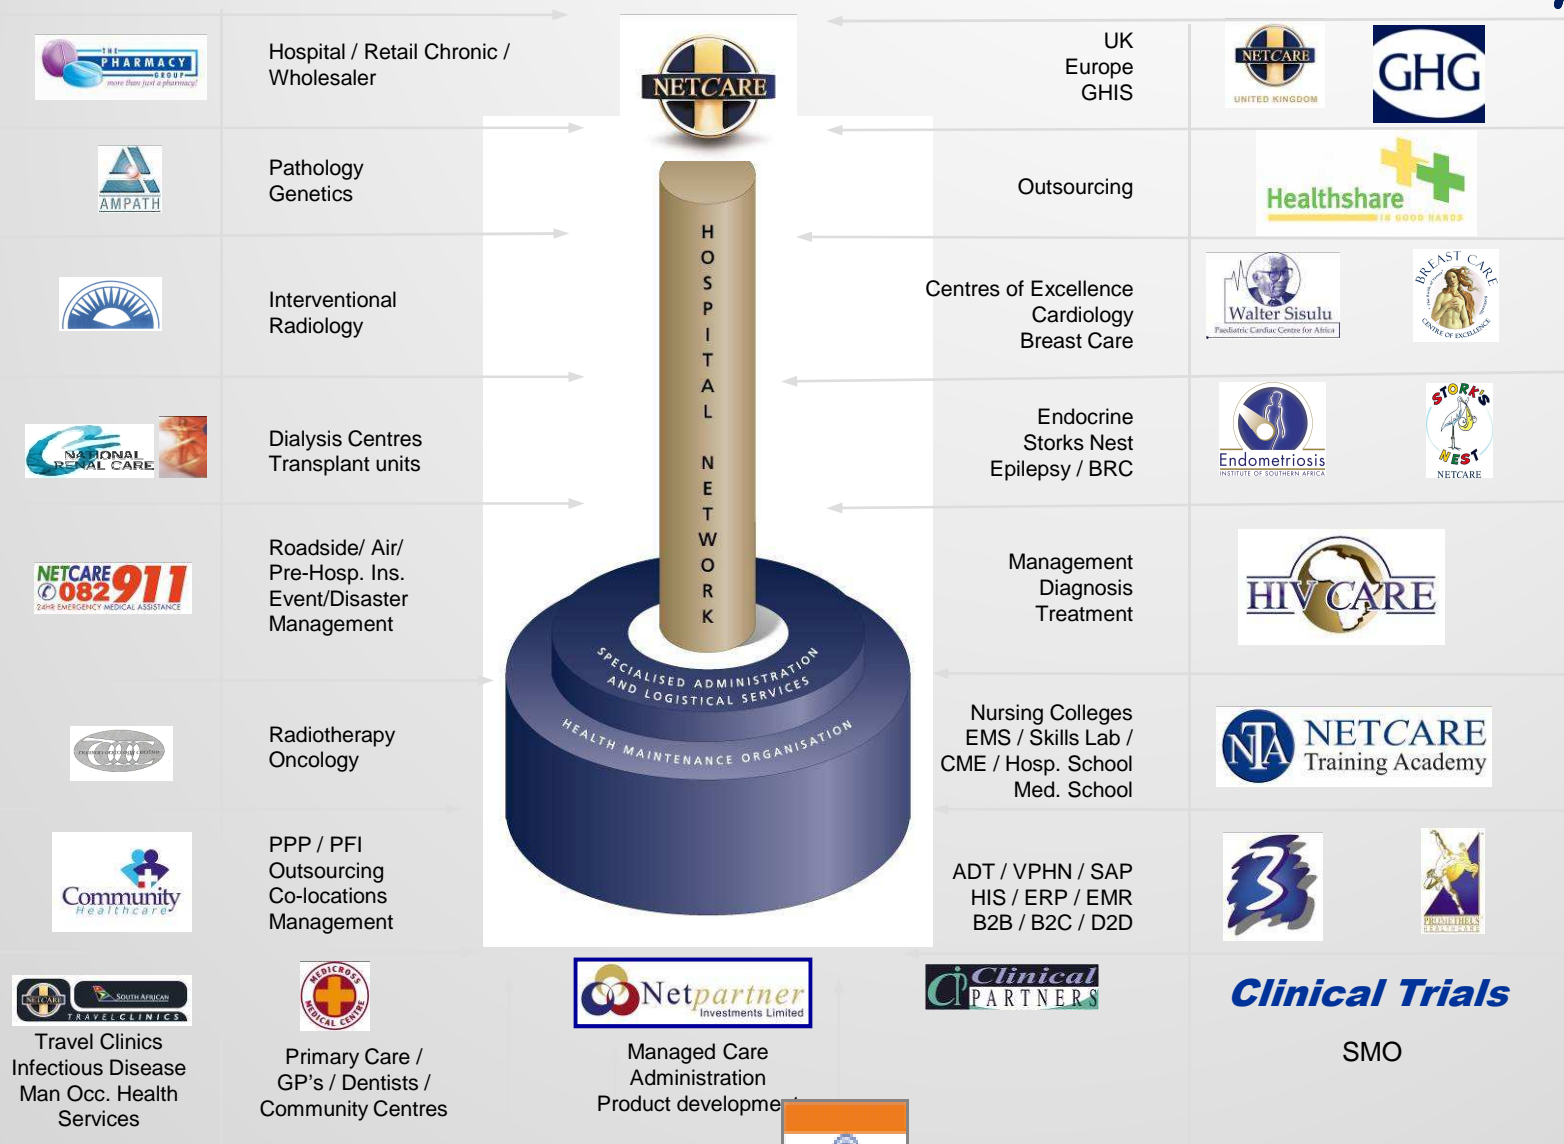 THE
PHARMACY
GROUP
more than just a pharmacy!
Hospital / Retail Chronic /
Wholesaler
NETCARE
UK
Europe
GHIS
NETCARE
UNITED KINGDOM
GHG
AMPATH
Pathology
Genetics
Outsourcing
Healthshare
IN GOOD HANDS
Interventional
Radiology
Centres of Excellence
Cardiology
Breast Care
Walter Sisulu
Paediatric Cardiac Centre for Africa
BREAST CARE
CENTRE OF EXCELLENCE
NATIONAL
RENAL CARE
Dialysis Centres
Transplant units
Endocrine
Storks Nest
Epilepsy / BRC
Endometriosis
INSTITUTE OF SOUTHERN AFRICA
STORK'S
NEST
NETCARE
HOSPITAL NETWORK
NETCARE 911
082
24HR EMERGENCY MEDICAL ASSISTANCE
Roadside/ Air/
Pre-Hosp. Ins.
Event/Disaster
Management
Management
Diagnosis
Treatment
HIV CARE
SPECIALISED ADMINISTRATION
AND LOGISTICAL SERVICES
HEALTH MAINTENANCE ORGANISATION
Radiotherapy
Oncology
Nursing Colleges
EMS / Skills Lab /
CME / Hosp. School
Med. School
NTA
NETCARE
Training Academy
Community
Healthcare
PPP / PFI
Outsourcing
Co-locations
Management
ADT / VPHN / SAP
HIS / ERP / EMR
B2B / B2C / D2D
3
PROMETHEUS
HEALTHCARE
NETCARE
SOUTH AFRICAN
TRAVEL CLINICS
Travel Clinics
Infectious Disease
Man Occ. Health
Services
MEDICROSS
MEDICAL CENTRE
Primary Care /
GP's / Dentists /
Community Centres
Netpartner
Investments Limited
Managed Care
Administration
Product development
CP Clinical
PARTNERS
Clinical Trials
SMO